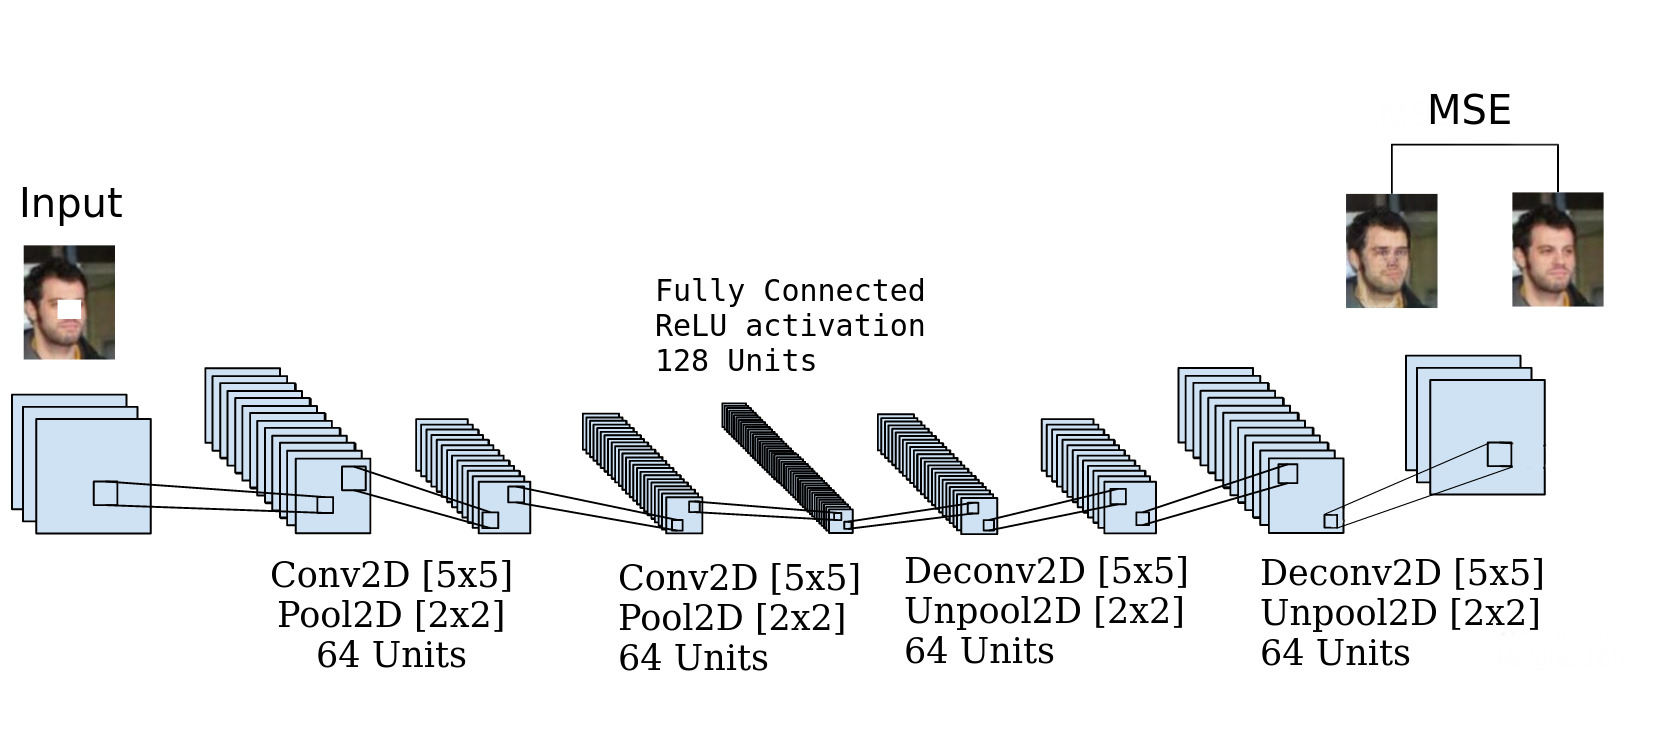 Input
MSE
Fully Connected
ReLU activation
128 Units
Conv2D [5x5]
Pool2D [2x2]
64 Units
Conv2D [5x5]
Pool2D [2x2]
64 Units
Deconv2D [5x5]
Unpool2D [2x2]
64 Units
Deconv2D [5x5]
Unpool2D [2x2]
64 Units